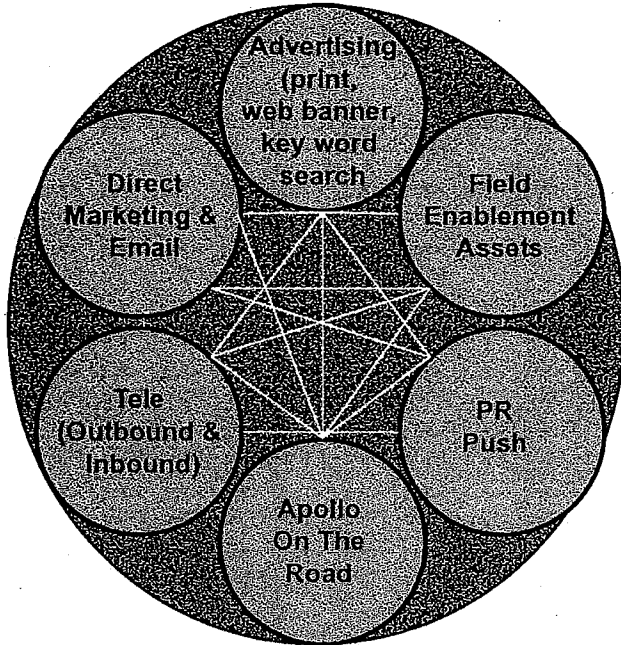 Advertising
(print,
web banner,
key word
search
Direct
Marketing &
Email
Field
Enablement
Assets
Tele
(Outbound &
Inbound)
PR
Push
Apollo
On The
Road